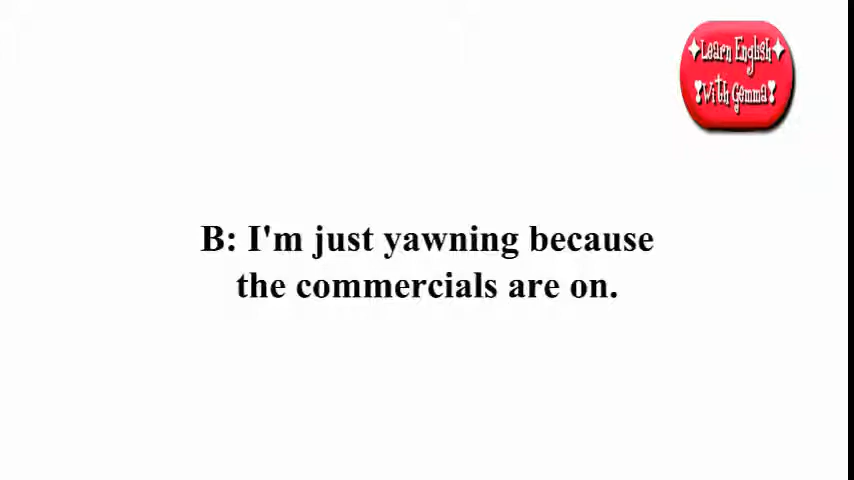 Learn English
With Gemma
B: I'm just yawning because
the commercials are on.